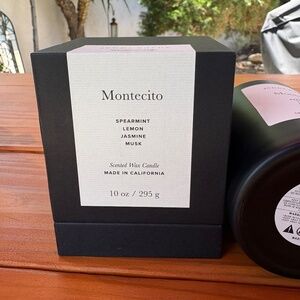 Montecito
SPEARMINT
LEMON
JASMINE
MUSK
Scented Wax Candle
MADE IN CALIFORNIA
10 oz / 295 g